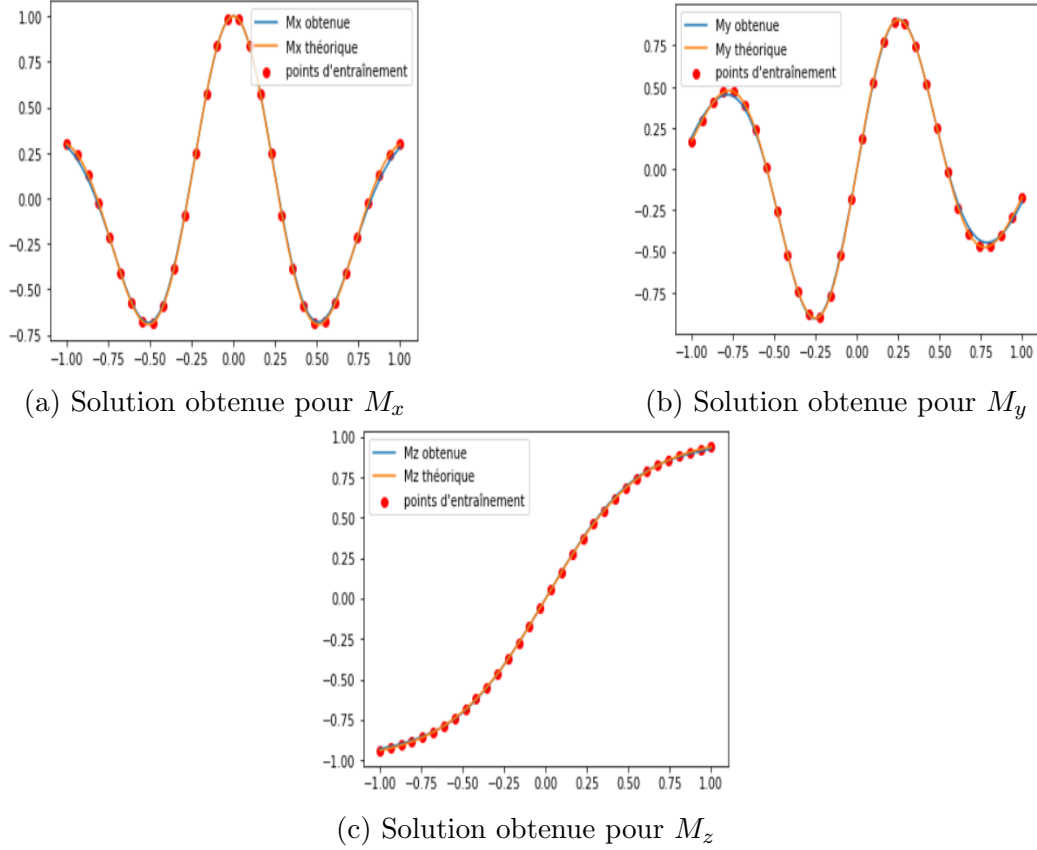 1.00
0.75
0.50
0.25
0.00
−0.25
−0.50
−0.75
Mx obtenue
Mx théorique
points d'entraînement
−1.00 −0.75 −0.50 −0.25 0.00 0.25 0.50 0.75 1.00
(a) Solution obtenue pour M_x
0.75
0.50
0.25
0.00
−0.25
−0.50
−0.75
My obtenue
My théorique
points d'entraînement
−1.00 −0.75 −0.50 −0.25 0.00 0.25 0.50 0.75 1.00
(b) Solution obtenue pour M_y
1.00
0.75
0.50
0.25
0.00
−0.25
−0.50
−0.75
−1.00
Mz obtenue
Mz théorique
points d'entraînement
−1.00 −0.75 −0.50 −0.25 0.00 0.25 0.50 0.75 1.00
(c) Solution obtenue pour M_z